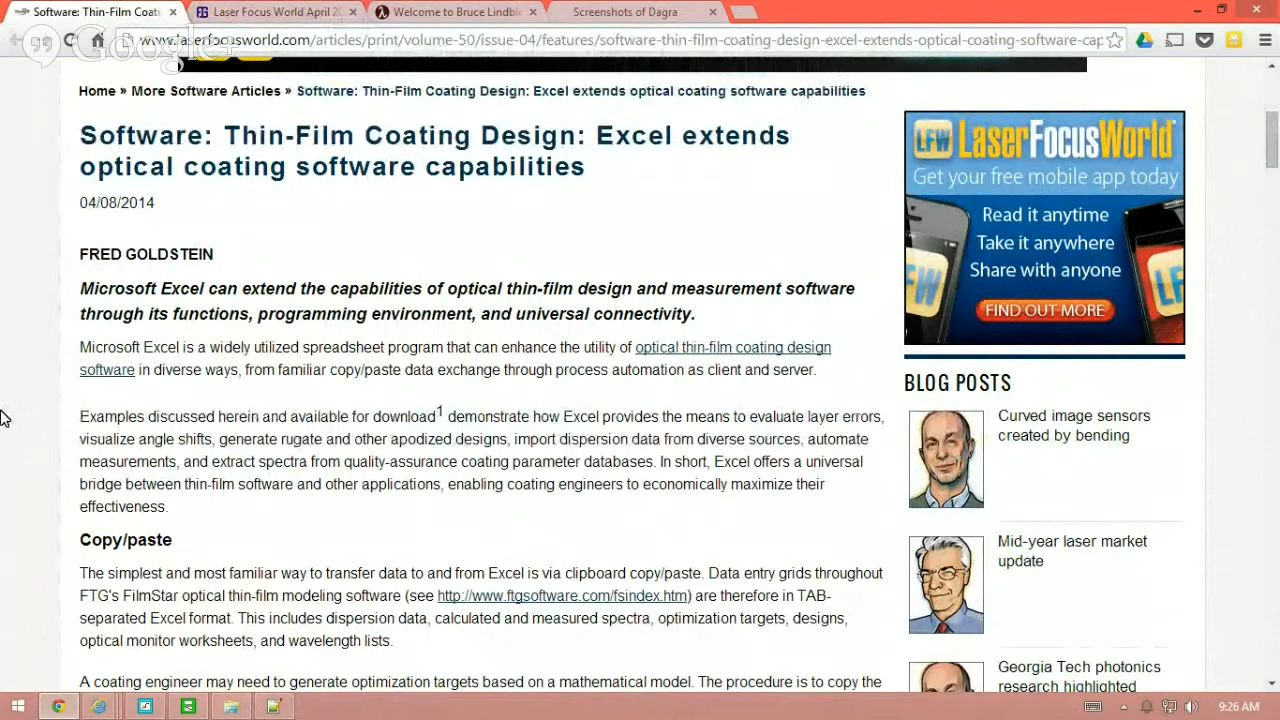 Software: Thin-Film Coati
Laser Focus World April 20
Welcome to Bruce Lindblo
Screenshots of Dagra
Google+
www.laserfocusworld.com/articles/print/volume-50/issue-04/features/software-thin-film-coating-design-excel-extends-optical-coating-software-cap
Home » More Software Articles » Software: Thin-Film Coating Design: Excel extends optical coating software capabilities
Software: Thin-Film Coating Design: Excel extends
optical coating software capabilities
04/08/2014
FRED GOLDSTEIN
Microsoft Excel can extend the capabilities of optical thin-film design and measurement software
through its functions, programming environment, and universal connectivity.
Microsoft Excel is a widely utilized spreadsheet program that can enhance the utility of optical thin-film coating design
software in diverse ways, from familiar copy/paste data exchange through process automation as client and server.
Examples discussed herein and available for download1 demonstrate how Excel provides the means to evaluate layer errors,
visualize angle shifts, generate rugate and other apodized designs, import dispersion data from diverse sources, automate
measurements, and extract spectra from quality-assurance coating parameter databases. In short, Excel offers a universal
bridge between thin-film software and other applications, enabling coating engineers to economically maximize their
effectiveness.
Copy/paste
The simplest and most familiar way to transfer data to and from Excel is via clipboard copy/paste. Data entry grids throughout
FTG's FilmStar optical thin-film modeling software (see http://www.ftgsoftware.com/fsindex.htm) are therefore in TAB-
separated Excel format. This includes dispersion data, calculated and measured spectra, optimization targets, designs,
optical monitor worksheets, and wavelength lists.
A coating engineer may need to generate optimization targets based on a mathematical model. The procedure is to copy the
LFW LaserFocusWorld
Get your free mobile app today
Read it anytime
Take it anywhere
Share with anyone
FIND OUT MORE
BLOG POSTS
Curved image sensors
created by bending
Mid-year laser market
update
Georgia Tech photonics
research highlighted
9:26 AM